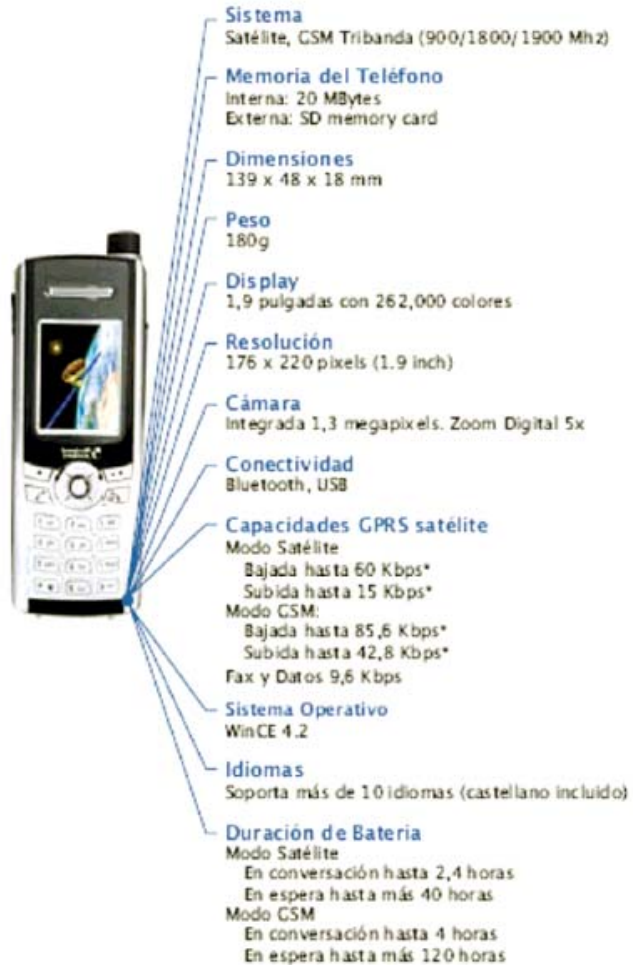 Sistema
Satélite, GSM Tribanda (900/1800/1900 Mhz)
Memoria del Teléfono
Interna: 20 MBytes
Externa: SD memory card
Dimensiones
139 x 48 x 18 mm
Peso
180g
Display
1,9 pulgadas con 262,000 colores
Resolución
176 x 220 pixels (1.9 inch)
Cámara
Integrada 1,3 megapixels. Zoom Digital 5x
Conectividad
Bluetooth, USB
Capacidades GPRS satélite
Modo Satélite
Bajada hasta 60 Kbps*
Subida hasta 15 Kbps*
Modo GSM:
Bajada hasta 85,6 Kbps*
Subida hasta 42,8 Kbps*
Fax y Datos 9,6 Kbps
Sistema Operativo
WinCE 4.2
Idiomas
Soporta más de 10 idiomas (castellano incluido)
Duración de Bateria
Modo Satélite
En conversación hasta 2,4 horas
En espera hasta más 40 horas
Modo GSM
En conversación hasta 4 horas
En espera hasta más 120 horas